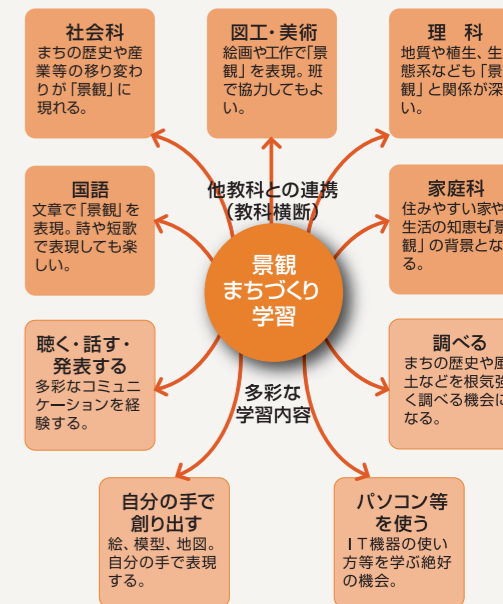 社会科
まちの歴史や産
業等の移り変わ
りが「景観」に
現れる。
図工・美術
絵画や工作で「景
観」を表現。班
で協力してもよ
い。
理 科
地質や植生、生
態系なども「景
観」と関係が深
い。
国語
文章で「景観」を
表現。詩や短歌
で表現しても楽
しい。
他教科との連携
（教科横断）
家庭科
住みやすい家や
生活の知恵も「景
観」の背景とな
る。
景観
まちづくり
学習
聴く・話す・
発表する
多彩なコミュニ
ケーションを経
験する。
多彩な
学習内容
調べる
まちの歴史や風
土などを根気強
く調べる機会に
なる。
自分の手で
創り出す
絵、模型、地図。
自分の手で表現
する。
パソコン等
を使う
ＩＴ機器の使い
方等を学ぶ絶好
の機会。